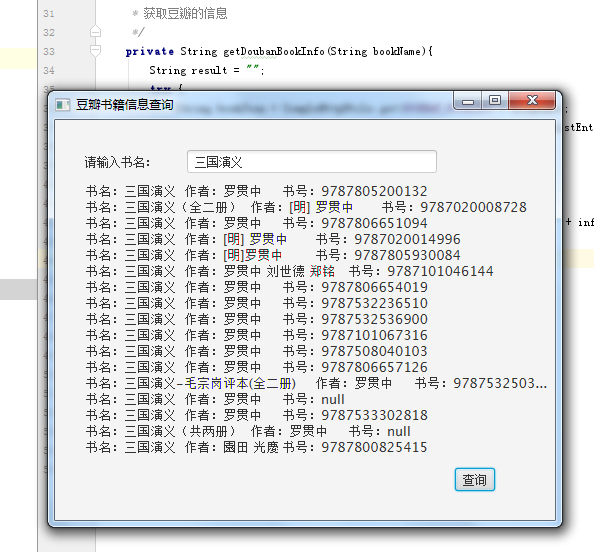 31 * 获取豆瓣的信息
32 */
33 private String getDoubanBookInfo(String bookName){
34 String result = "";
try {
豆瓣书籍信息查询
请输入书名：
三国演义
书名：三国演义 作者：罗贯中 书号：9787805200132
书名：三国演义（全二册） 作者：[明] 罗贯中 书号：9787020008728
书名：三国演义 作者：罗贯中 书号：9787806651094
书名：三国演义 作者：[明] 罗贯中 书号：9787020014996
书名：三国演义 作者：[明]罗贯中 书号：9787805930084
书名：三国演义 作者：罗贯中 刘世德 郑铭 书号：9787101046144
书名：三国演义 作者：罗贯中 书号：9787806654019
书名：三国演义 作者：罗贯中 书号：9787532236510
书名：三国演义 作者：罗贯中 书号：9787532536900
书名：三国演义 作者：罗贯中 书号：9787101067316
书名：三国演义 作者：罗贯中 书号：9787508040103
书名：三国演义 作者：罗贯中 书号：9787806657126
书名：三国演义-毛宗岗评本(全二册) 作者：罗贯中 书号：9787532503...
书名：三国演义 作者：罗贯中 书号：null
书名：三国演义 作者：罗贯中 书号：9787533302818
书名：三国演义（共两册） 作者：罗贯中 书号：null
书名：三国演义 作者：園田 光慶 书号：9787800825415
查询